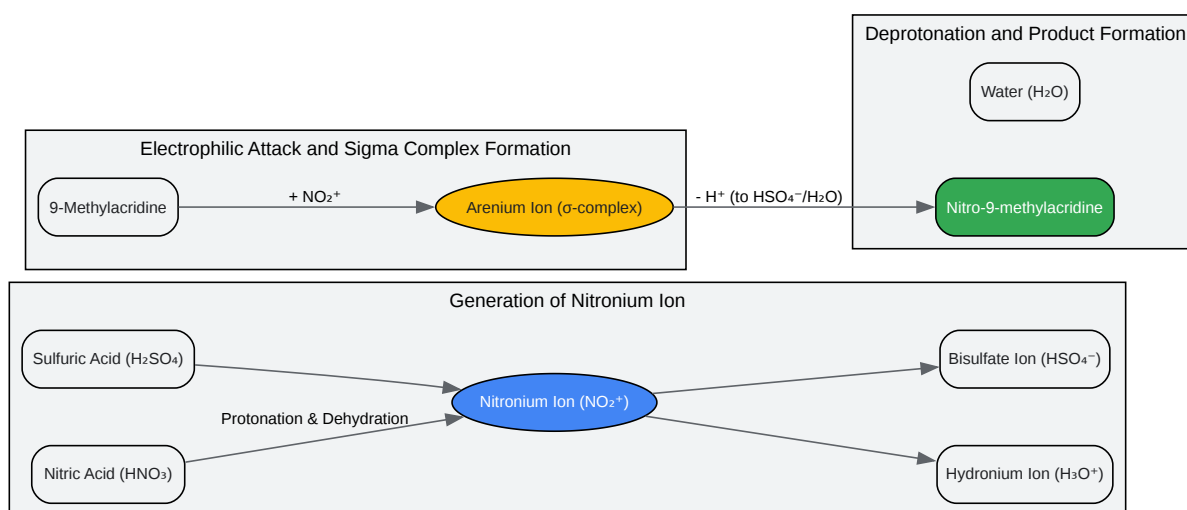 Deprotonation and Product Formation
Water (H₂O)
Electrophilic Attack and Sigma Complex Formation
9-Methylacridine
+ NO₂⁺
Arenium Ion (σ-complex)
- H⁺ (to HSO₄⁻/H₂O)
Nitro-9-methylacridine
Generation of Nitronium Ion
Sulfuric Acid (H₂SO₄)
Bisulfate Ion (HSO₄⁻)
Nitronium Ion (NO₂⁺)
Protonation & Dehydration
Nitric Acid (HNO₃)
Hydronium Ion (H₃O⁺)